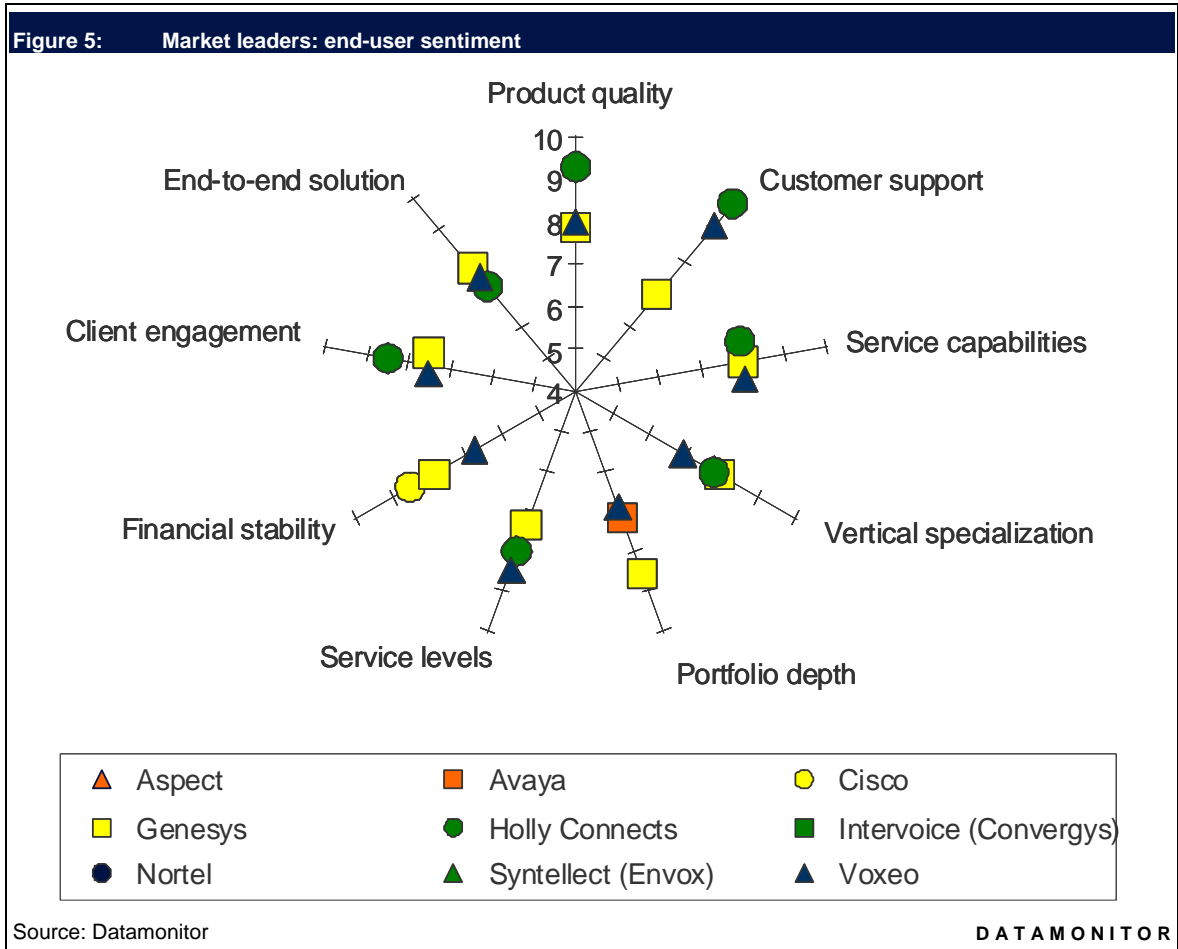 Figure 5: Market leaders: end-user sentiment
Product quality
10
9
8
7
6
5
4
End-to-end solution
Customer support
Client engagement
Service capabilities
Financial stability
Vertical specialization
Service levels
Portfolio depth
Aspect
Avaya
Cisco
Genesys
Holly Connects
Intervoice (Convergys)
Nortel
Syntellect (Envox)
Voxeo
Source: Datamonitor
DATAMONITOR